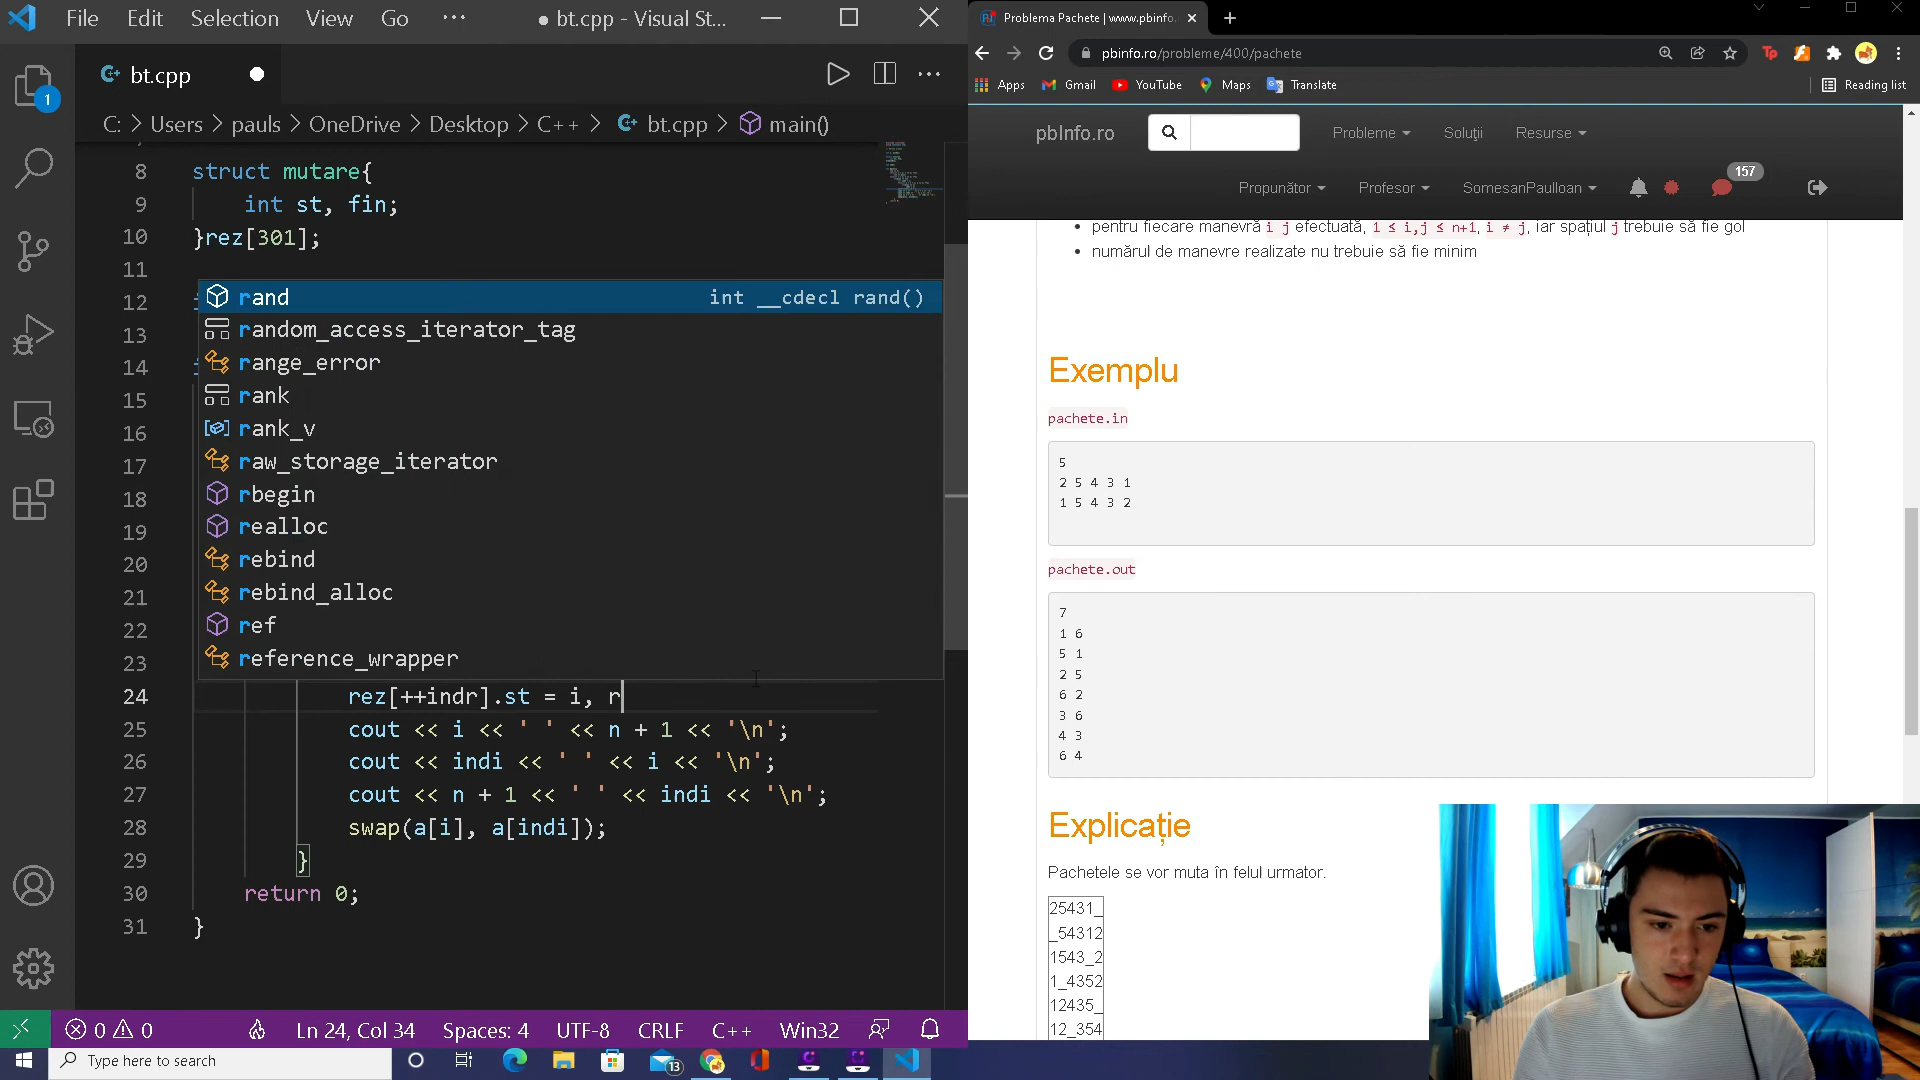 File Edit Selection View Go ··· ● bt.cpp - Visual St...
bt.cpp
C: > Users > pauls > OneDrive > Desktop > C++ > bt.cpp > main()
8 struct mutare{
9 int st, fin;
10 }rez[301];
11
12
13
14
15
16
17
18
19
20
21
22
23
rand int __cdecl rand()
random_access_iterator_tag
range_error
rank
rank_v
raw_storage_iterator
rbegin
realloc
rebind
rebind_alloc
ref
reference_wrapper
24 rez[++indr].st = i, r
25 cout << i << ' ' << n + 1 << '\n';
26 cout << indi << ' ' << i << '\n';
27 cout << n + 1 << ' ' << indi << '\n';
28 swap(a[i], a[indi]);
29 }
30 return 0;
31 }
1
0 0 Ln 24, Col 34 Spaces: 4 UTF-8 CRLF C++ Win32
Type here to search
13
Problema Pachete | www.pbinfo.
pbinfo.ro/probleme/400/pachete
Tp
Apps Gmail YouTube Maps Translate Reading list
pbInfo.ro Probleme Soluții Resurse
Propunător Profesor SomesanPaulIoan 157
pentru fiecare manevră i j efectuată, 1 ≤ i,j ≤ n+1, i ≠ j, iar spațiul j trebuie să fie gol
numărul de manevre realizate nu trebuie să fie minim
Exemplu
pachete.in
5
2 5 4 3 1
1 5 4 3 2
pachete.out
7
1 6
5 1
2 5
6 2
3 6
4 3
6 4
Explicație
Pachetele se vor muta în felul urmator.
25431_
_54312
1543_2
1_4352
12435_
12_354